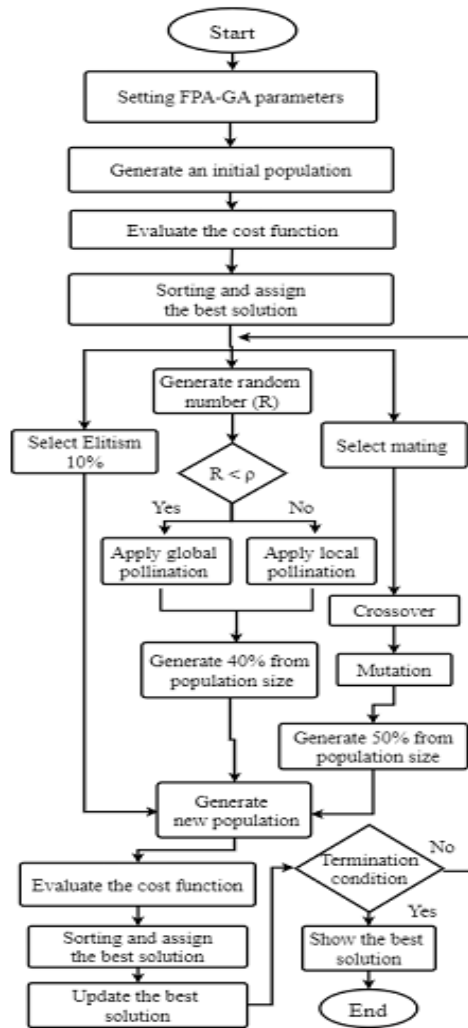 Start
Setting FPA-GA parameters
Generate an initial population
Evaluate the cost function
Sorting and assign
the best solution
Generate random
number (R)
Select Elitism
10%
Select mating
R < ρ
Yes
No
Apply global
pollination
Apply local
pollination
Crossover
Generate 40% from
population size
Mutation
Generate 50% from
population size
Generate
new population
Evaluate the cost function
Termination
condition
No
Yes
Sorting and assign
the best solution
Show the best
solution
Update the best
solution
End